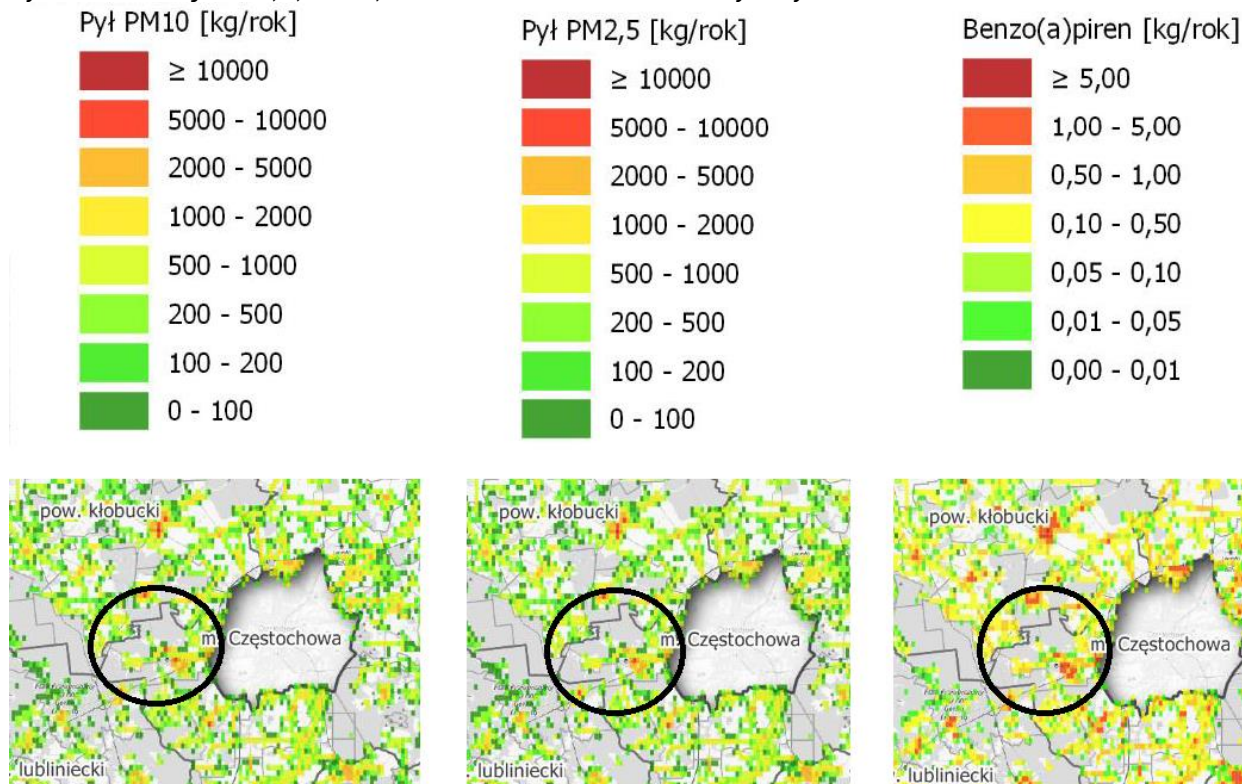 Pył PM10 [kg/rok]
≥ 10000
5000 - 10000
2000 - 5000
1000 - 2000
500 - 1000
200 - 500
100 - 200
0 - 100
Pył PM2,5 [kg/rok]
≥ 10000
5000 - 10000
2000 - 5000
1000 - 2000
500 - 1000
200 - 500
100 - 200
0 - 100
Benzo(a)piren [kg/rok]
≥ 5,00
1,00 - 5,00
0,50 - 1,00
0,10 - 0,50
0,05 - 0,10
0,01 - 0,05
0,00 - 0,01
pow. kłobucki
m. Częstochowa
lubliniecki
pow. kłobucki
m. Częstochowa
lubliniecki
pow. kłobucki
m. Częstochowa
. lubliniecki